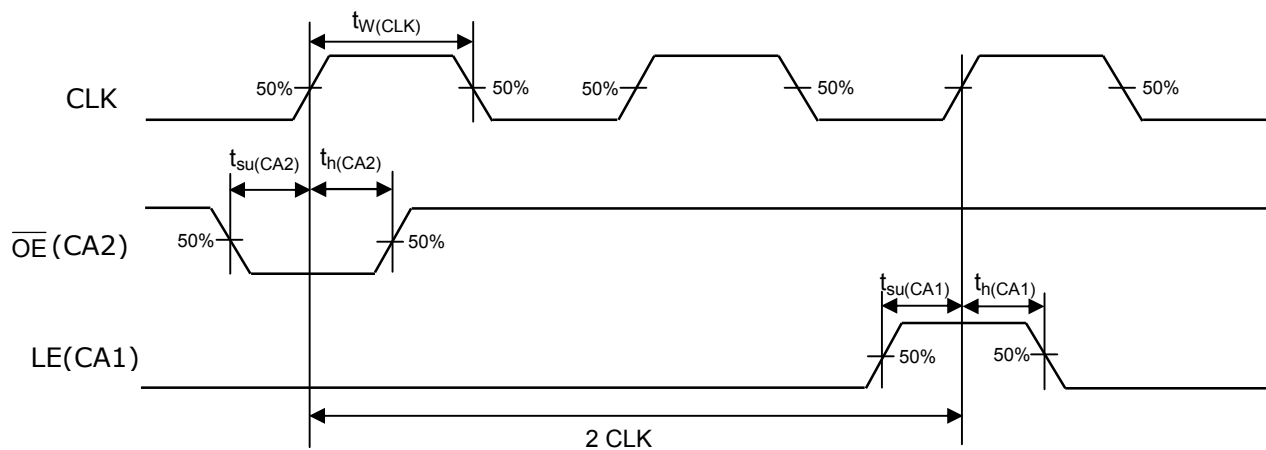 tW(CLK)
CLK
50%
50%
50%
50%
50%
tsu(CA2)
th(CA2)
OE(CA2)
50%
50%
tsu(CA1)
th(CA1)
LE(CA1)
50%
50%
2 CLK